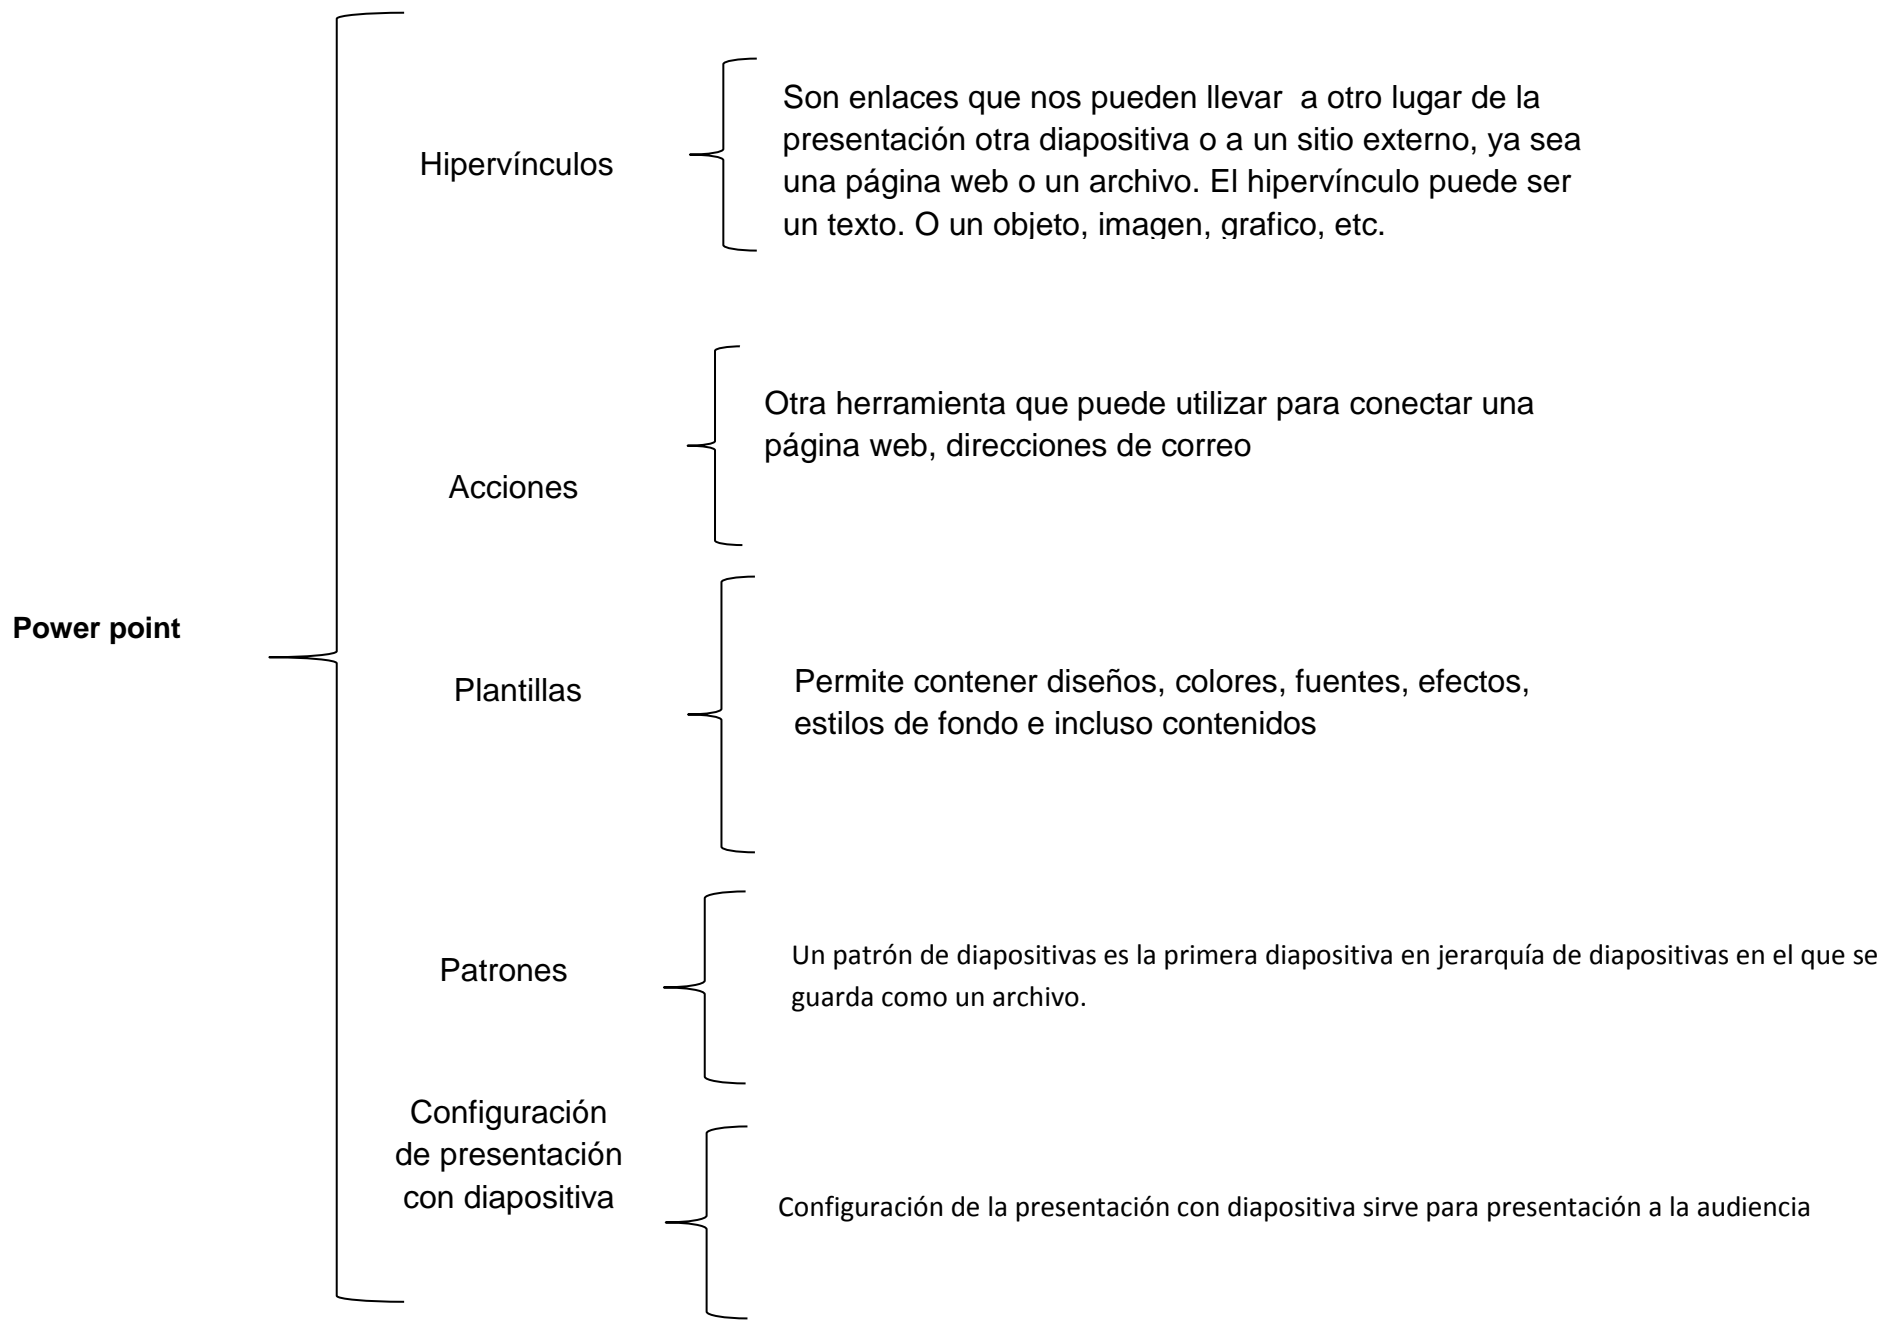 Power point
Hipervínculos
Son enlaces que nos pueden llevar  a otro lugar de la
presentación otra diapositiva o a un sitio externo, ya sea
una página web o un archivo. El hipervínculo puede ser
un texto. O un objeto, imagen, grafico, etc.
Acciones
Otra herramienta que puede utilizar para conectar una
página web, direcciones de correo
Plantillas
Permite contener diseños, colores, fuentes, efectos,
estilos de fondo e incluso contenidos
Patrones
Un patrón de diapositivas es la primera diapositiva en jerarquía de diapositivas en el que se
guarda como un archivo.
Configuración
de presentación
con diapositiva
Configuración de la presentación con diapositiva sirve para presentación a la audiencia